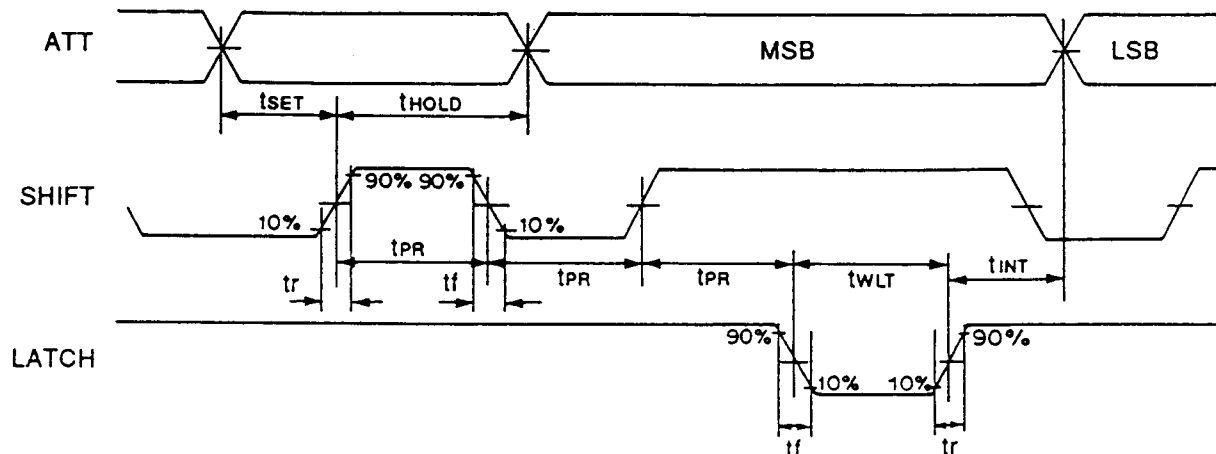 ATT MSB LSB
tSET tHOLD
SHIFT 90% 90%
10% 10%
tPR tPR tPR tWLT tINT
tr tf
LATCH 90% 90%
10% 10%
tf tr